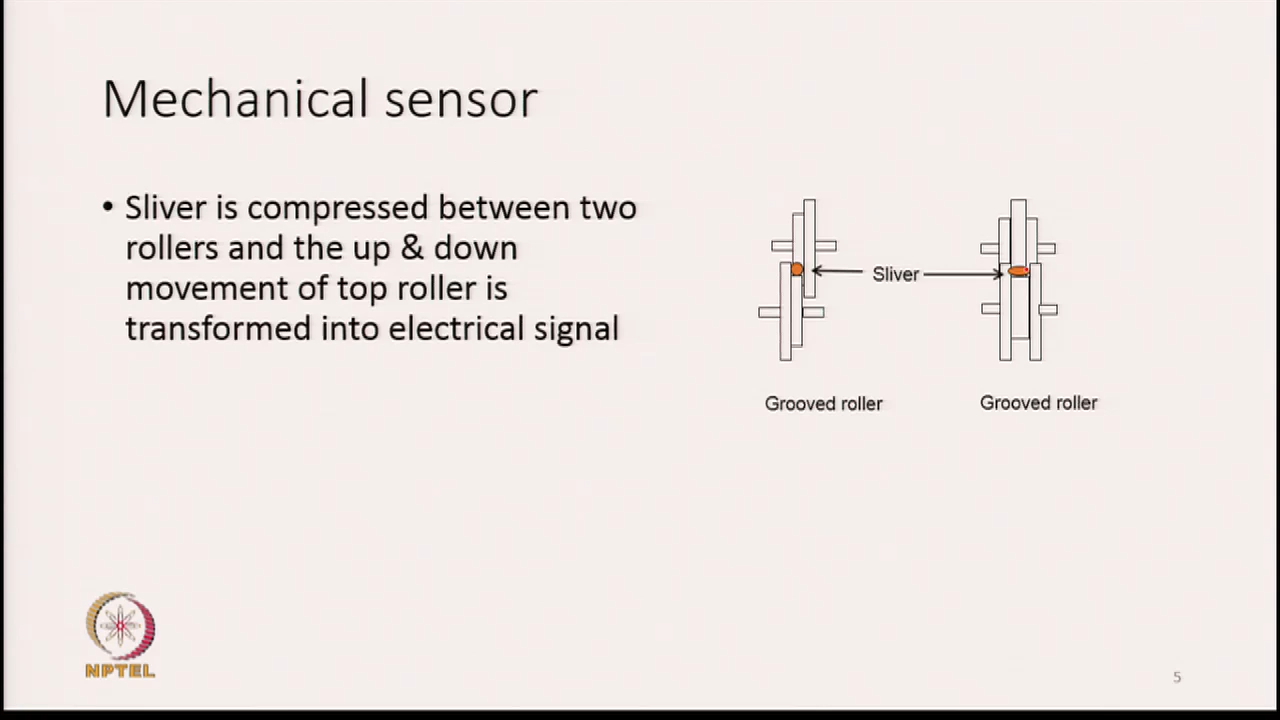 Mechanical sensor
• Sliver is compressed between two
rollers and the up & down
movement of top roller is
transformed into electrical signal
Sliver
Grooved roller
Grooved roller
NPTEL
5